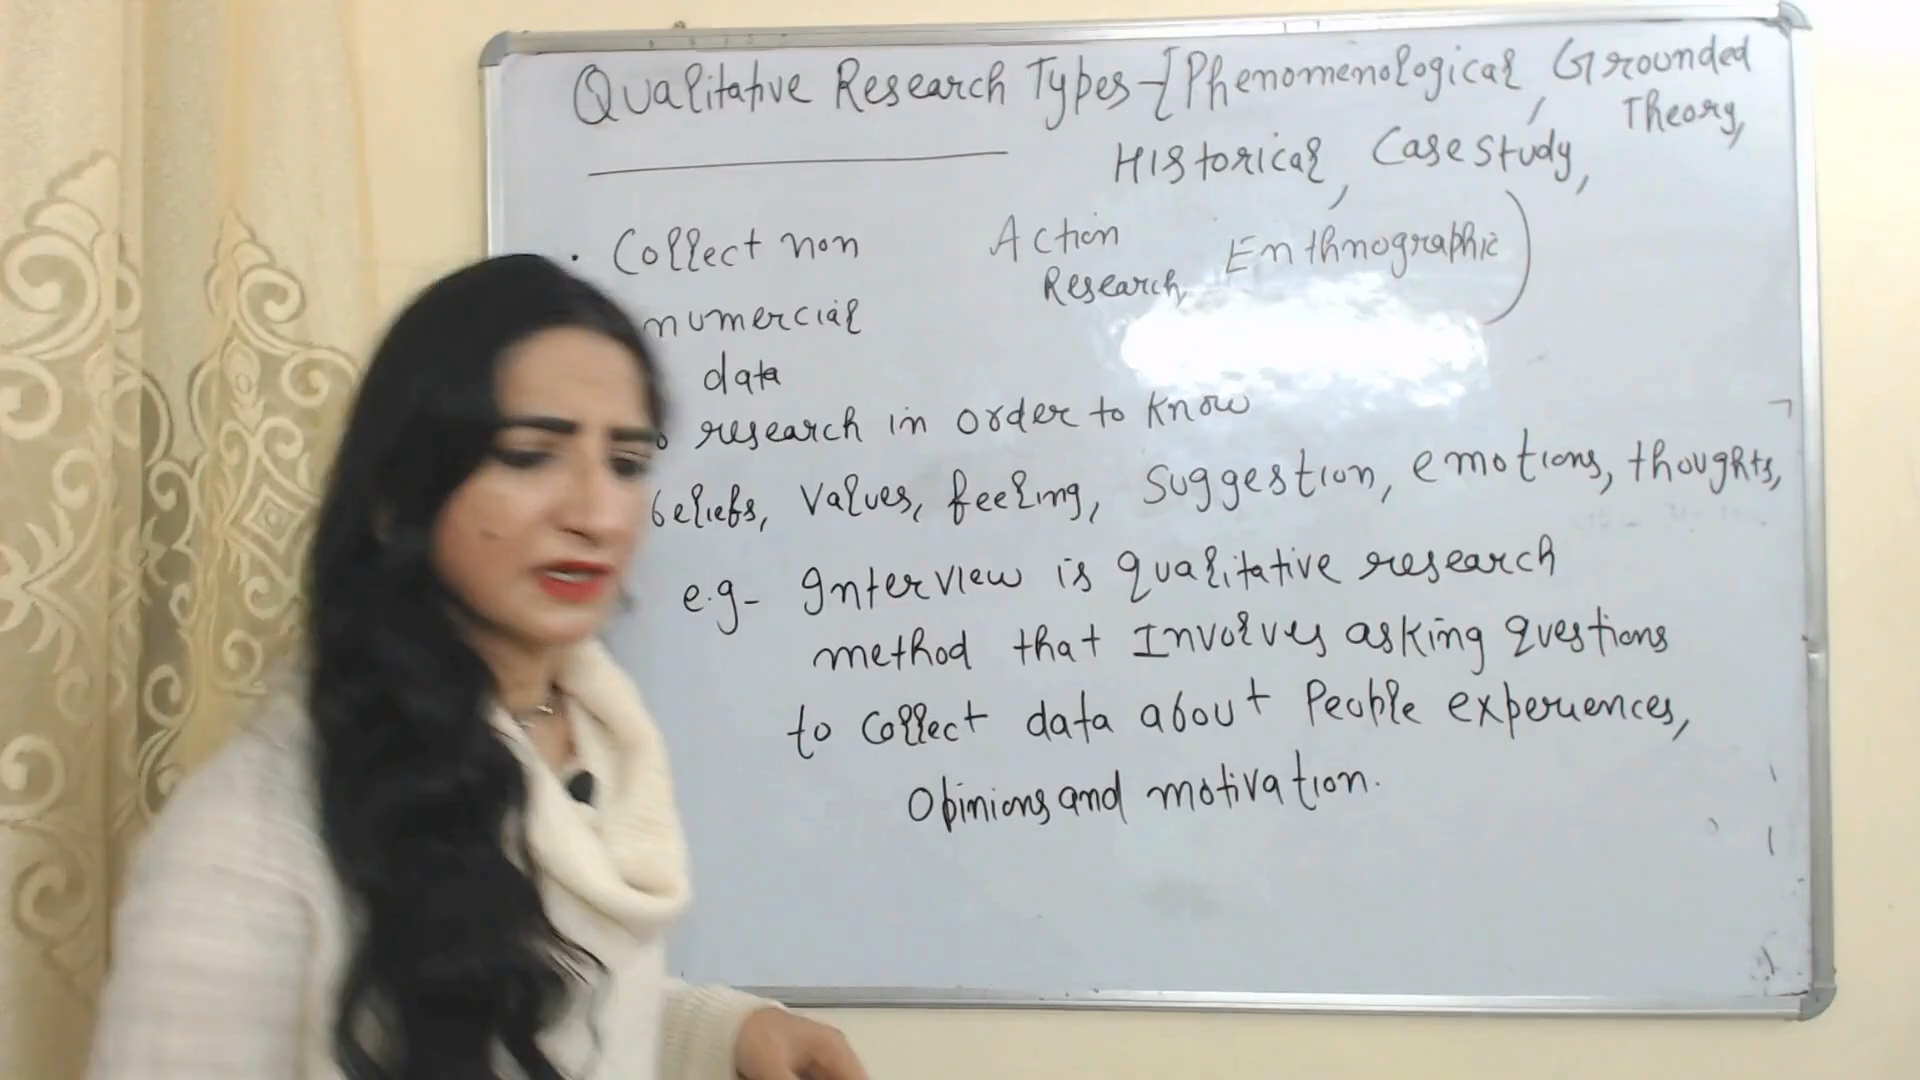 Qualitative Research Types - [Phenomenological, Grounded
Theory,
Historical, Case study,
Action Enthnographic)
Research,
· Collect non
numercial
data
research in order to know
beliefs, values, feeling, suggestion, emotions, thoughts,
e.g- Interview is qualitative research
method that Involves asking questions
to collect data about People experiences,
Opinions and motivation.